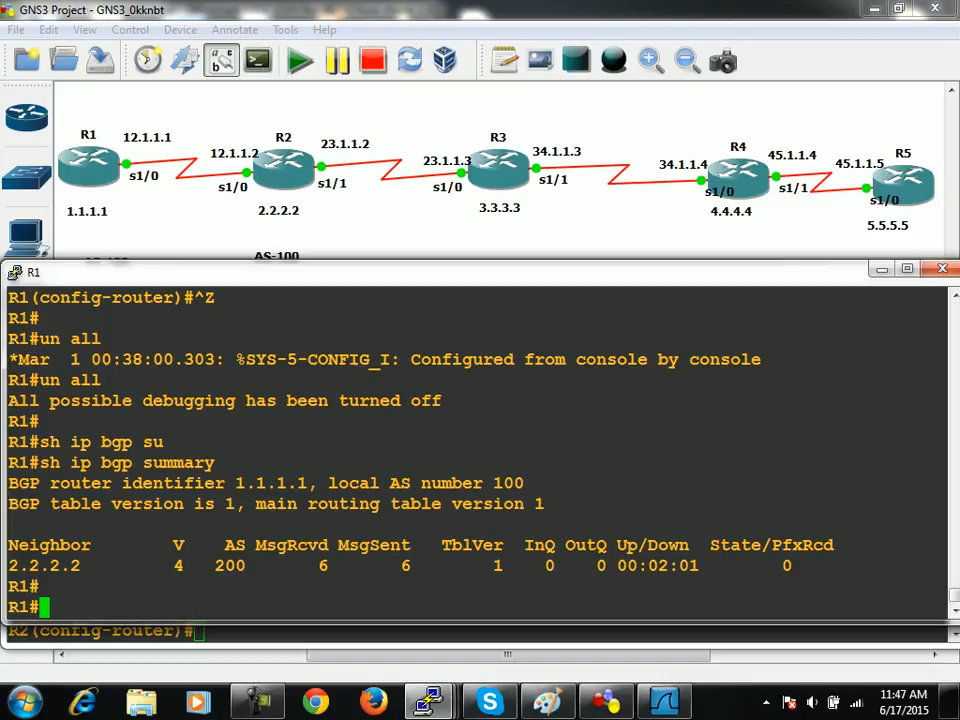 GNS3 Project - GNS3_0kknbt
File Edit View Control Device Annotate Tools Help
R1 12.1.1.1 R2 23.1.1.2 R3 34.1.1.3 R4 45.1.1.4 R5
12.1.1.2 23.1.1.3 34.1.1.4 45.1.1.5
s1/0 s1/0 s1/1 s1/0 s1/1 s1/0 s1/1 s1/0
1.1.1.1 2.2.2.2 3.3.3.3 4.4.4.4 5.5.5.5
AS-100
R1
R1(config-router)#^Z
R1#
R1#un all
*Mar 1 00:38:00.303: %SYS-5-CONFIG_I: Configured from console by console
R1#un all
All possible debugging has been turned off
R1#
R1#sh ip bgp su
R1#sh ip bgp summary
BGP router identifier 1.1.1.1, local AS number 100
BGP table version is 1, main routing table version 1
Neighbor V AS MsgRcvd MsgSent TblVer InQ OutQ Up/Down State/PfxRcd
2.2.2.2 4 200 6 6 1 0 0 00:02:01 0
R1#
R1#
R2(config-router)#
11:47 AM
6/17/2015